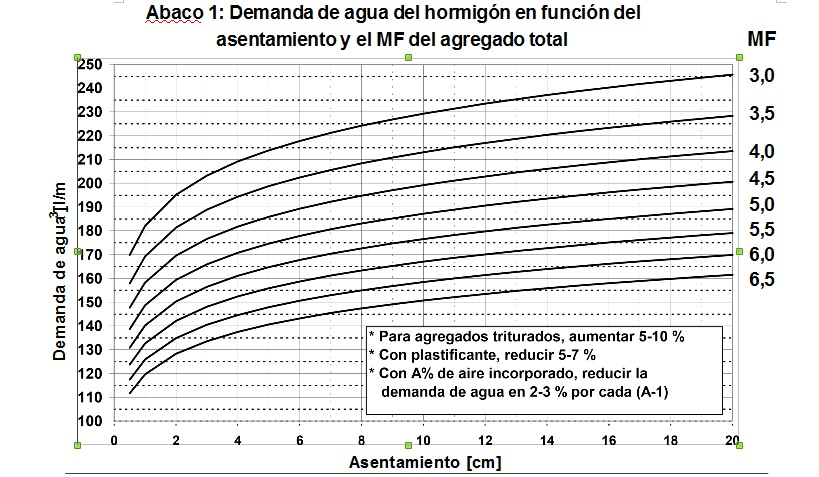 Abaco 1: Demanda de agua del hormigón en función del
asentamiento y el MF del agregado total
MF
250
240
230
220
210
200
190
180
170
160
150
140
130
120
110
100
Demanda de agua [l/m3]
3,0
3,5
4,0
4,5
5,0
5,5
6,0
6,5
* Para agregados triturados, aumentar 5-10 %
* Con plastificante, reducir 5-7 %
* Con A% de aire incorporado, reducir la
demanda de agua en 2-3 % por cada (A-1)
0 2 4 6 8 10 12 14 16 18 20
Asentamiento [cm]